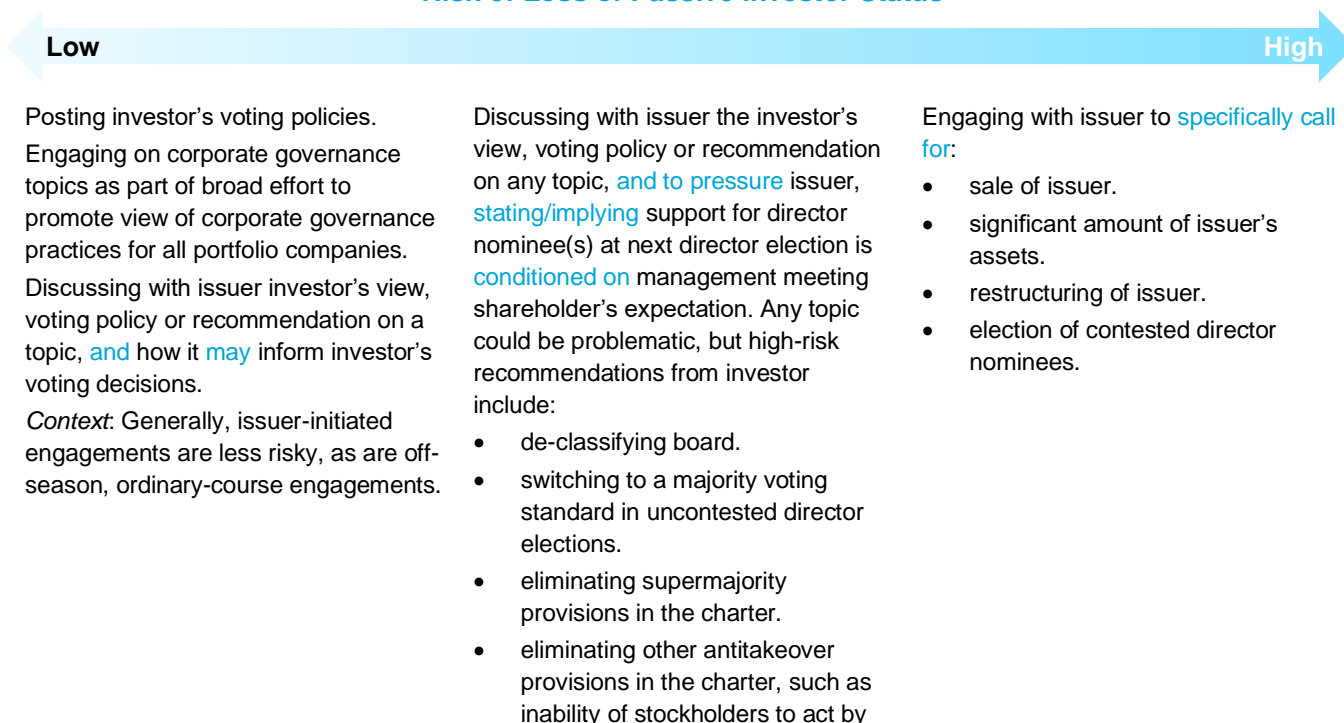 Risk of Loss of Passive Investor Status
Low
High
Posting investor’s voting policies.
Engaging on corporate governance
topics as part of broad effort to
promote view of corporate governance
practices for all portfolio companies.
Discussing with issuer investor’s view,
voting policy or recommendation on a
topic, and how it may inform investor’s
voting decisions.
Context: Generally, issuer-initiated
engagements are less risky, as are off-
season, ordinary-course engagements.
Discussing with issuer the investor’s
view, voting policy or recommendation
on any topic, and to pressure issuer,
stating/implying support for director
nominee(s) at next director election is
conditioned on management meeting
shareholder’s expectation. Any topic
could be problematic, but high-risk
recommendations from investor
include:
• de-classifying board.
• switching to a majority voting
standard in uncontested director
elections.
• eliminating supermajority
provisions in the charter.
• eliminating other antitakeover
provisions in the charter, such as
inability of stockholders to act by
Engaging with issuer to specifically call
for:
• sale of issuer.
• significant amount of issuer’s
assets.
• restructuring of issuer.
• election of contested director
nominees.